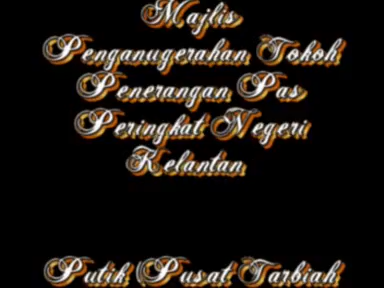 Majlis
Penganugerahan Tokoh
Penerangan Pas
Peringkat Negeri
Kelantan
Putik Pusat Tarbiah